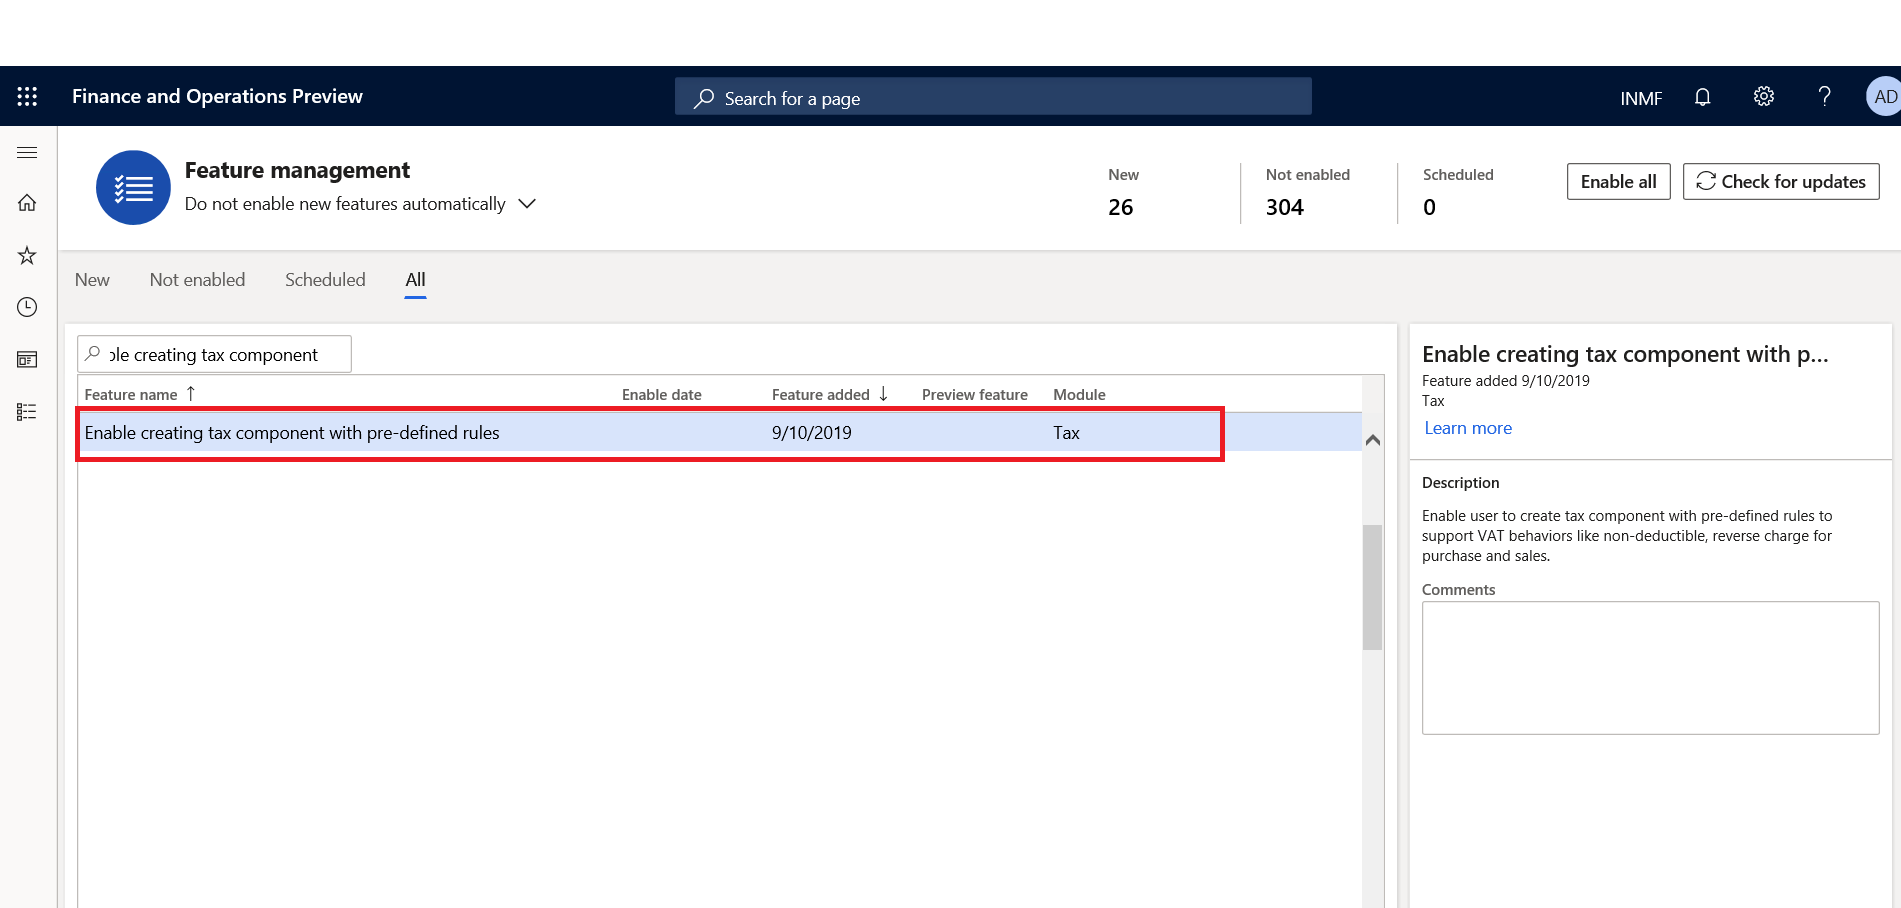 Finance and Operations Preview
Search for a page
INMF
?
AD
Feature management
Do not enable new features automatically
New
26
Not enabled
304
Scheduled
0
Enable all
Check for updates
New
Not enabled
Scheduled
All
ble creating tax component
Feature name
Enable date
Feature added
Preview feature
Module
Enable creating tax component with pre-defined rules
9/10/2019
Tax
Enable creating tax component with p...
Feature added 9/10/2019
Tax
Learn more
Description
Enable user to create tax component with pre-defined rules to
support VAT behaviors like non-deductible, reverse charge for
purchase and sales.
Comments